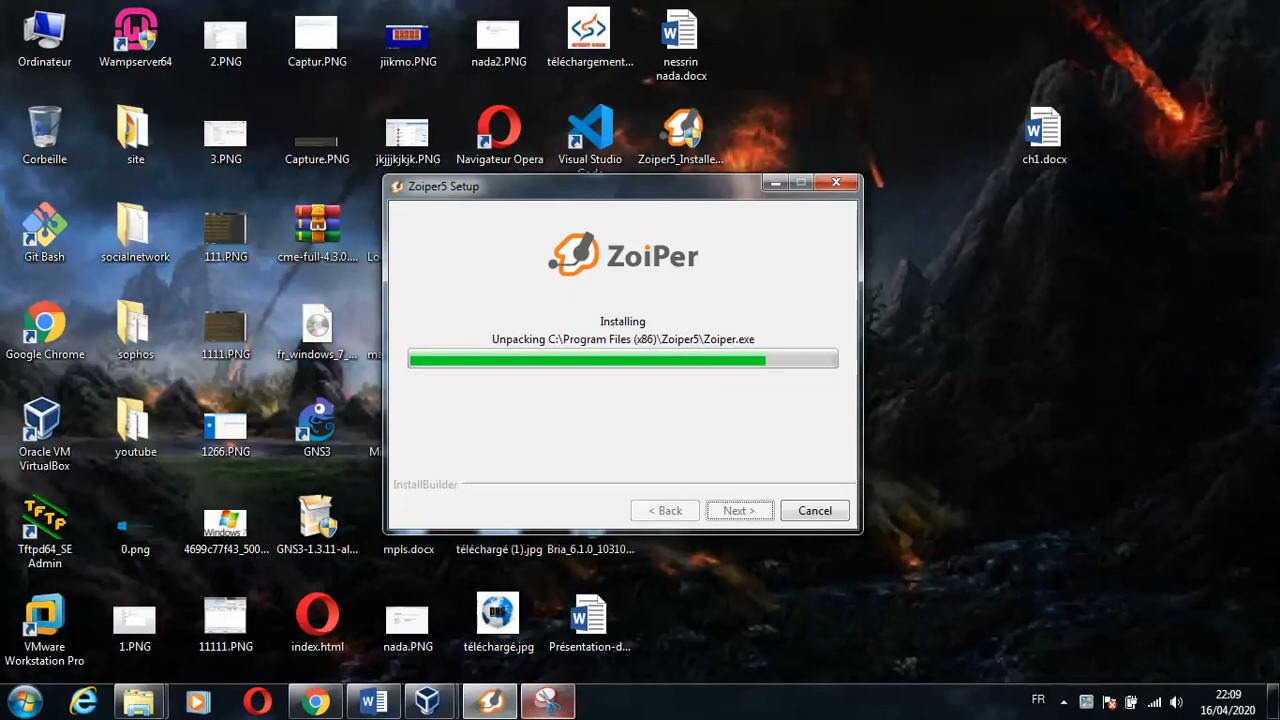 Ordinateur
Wampserver64
2.PNG
Captur.PNG
jiikmo.PNG
nada2.PNG
téléchargement...
nessrin
nada.docx
Corbeille
site
3.PNG
Capture.PNG
jkjjjkjkjk.PNG
Navigateur Opera
Visual Studio
Zoiper5_Installe...
ch1.docx
Zoiper5 Setup
ZoiPer
Installing
Unpacking C:\Program Files (x86)\Zoiper5\Zoiper.exe
InstallBuilder
< Back
Next >
Cancel
Git Bash
socialnetwork
111.PNG
cme-full-4.3.0....
Google Chrome
sophos
1111.PNG
fr_windows_7_...
Oracle VM
VirtualBox
youtube
1266.PNG
GNS3
TFTP
Tftpd64_SE
Admin
0.png
Windows 7
4699c77f43_500...
GNS3-1.3.11-al...
mpls.docx
téléchargé (1).jpg
Bria_6.1.0_10310...
VMware
Workstation Pro
1.PNG
11111.PNG
index.html
nada.PNG
DNS
téléchargé.jpg
Présentation-d...
FR
22:09
16/04/2020